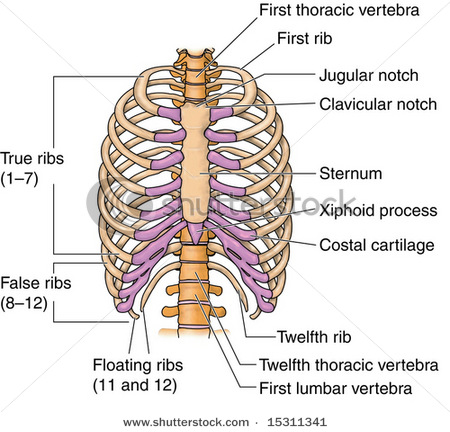 First thoracic vertebra
First rib
Jugular notch
Clavicular notch
True ribs
(1–7)
Sternum
Xiphoid process
Costal cartilage
False ribs
(8–12)
Twelfth rib
Floating ribs
(11 and 12)
Twelfth thoracic vertebra
First lumbar vertebra
shutterstock
www.shutterstock.com · 15311341